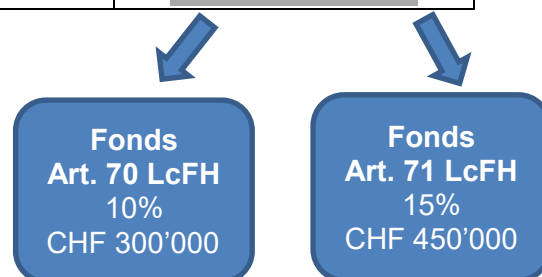 Fonds
Art. 70 LcFH
10%
CHF 300’000
Fonds
Art. 71 LcFH
15%
CHF 450’000